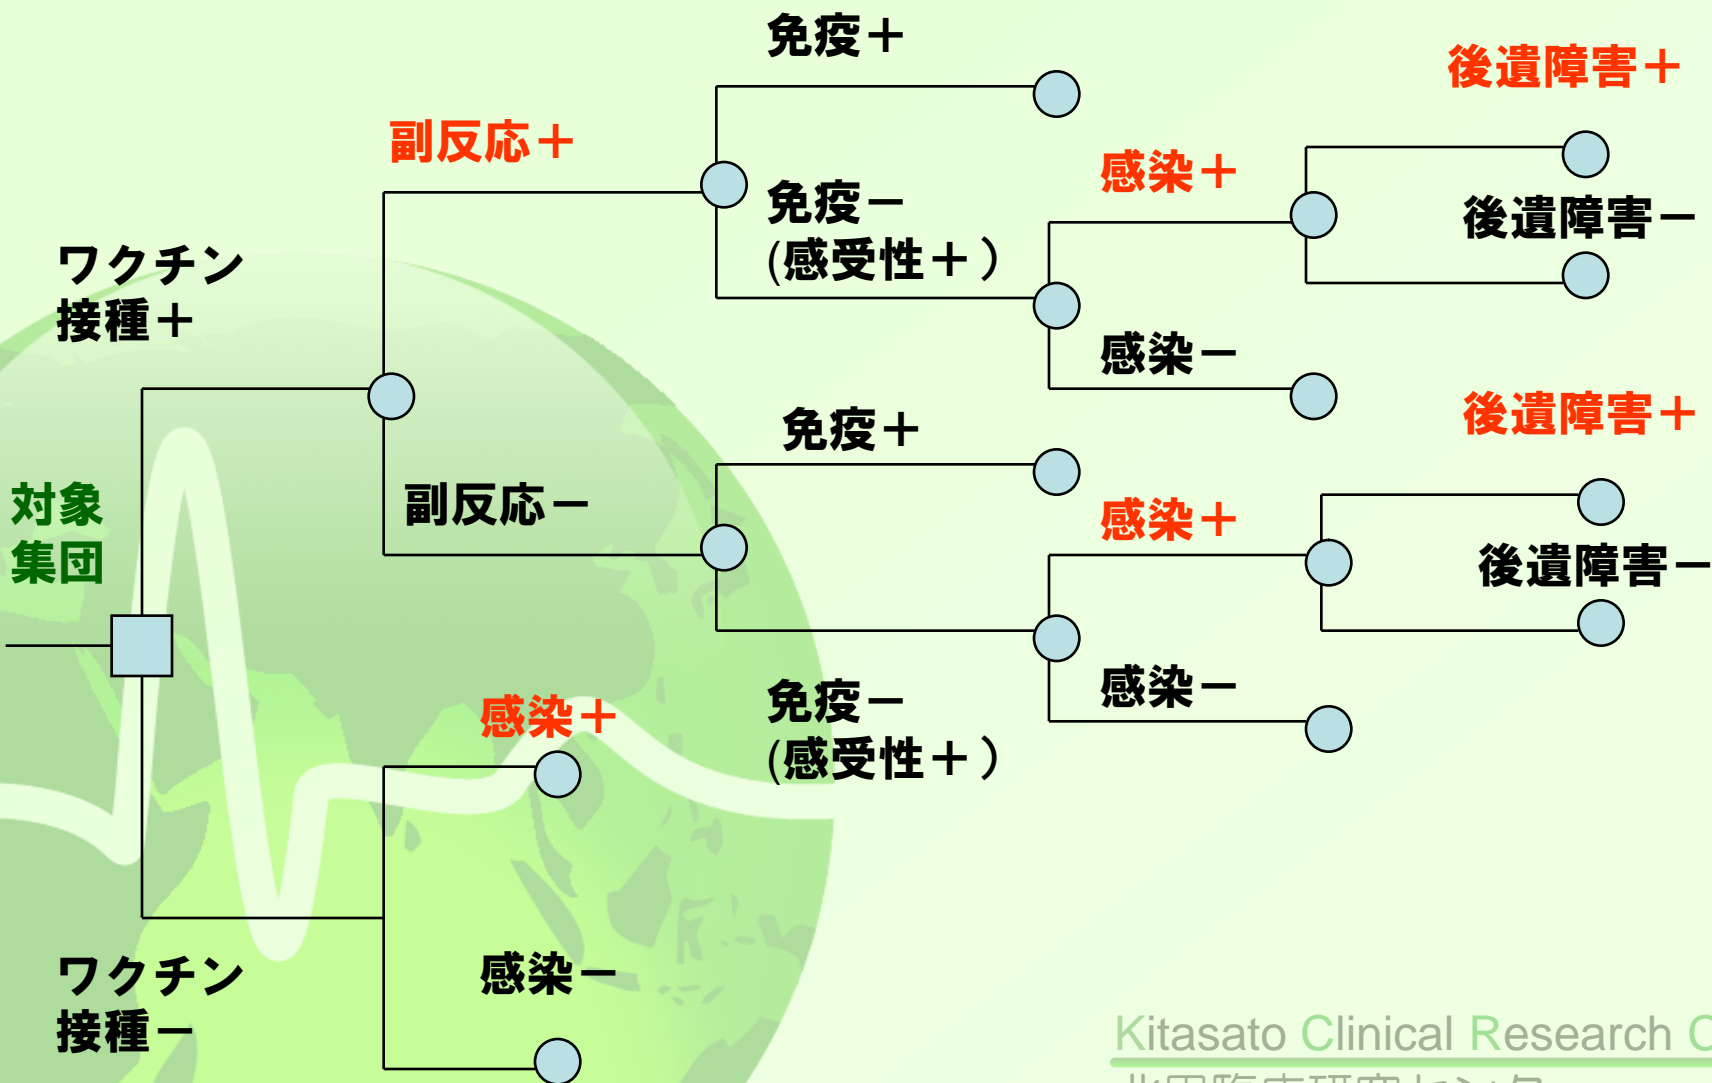 免疫＋
後遺障害＋
副反応＋
感染＋
免疫－
(感受性＋）
後遺障害－
ワクチン
接種＋
感染－
後遺障害＋
免疫＋
対象
集団
副反応－
感染＋
後遺障害－
感染＋
免疫－
(感受性＋）
感染－
ワクチン
接種－
感染－
Kitasato Clinical Research C